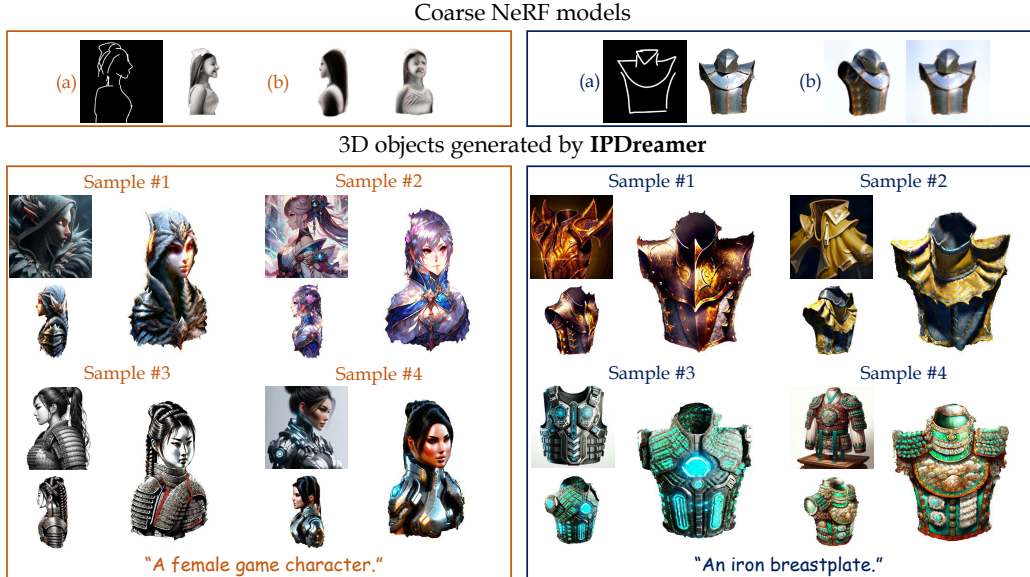 Coarse NeRF models
(a)
(b)
(a)
(b)
3D objects generated by IPDreamer
Sample #1
Sample #2
Sample #3
Sample #4
"A female game character."
Sample #1
Sample #2
Sample #3
Sample #4
"An iron breastplate."